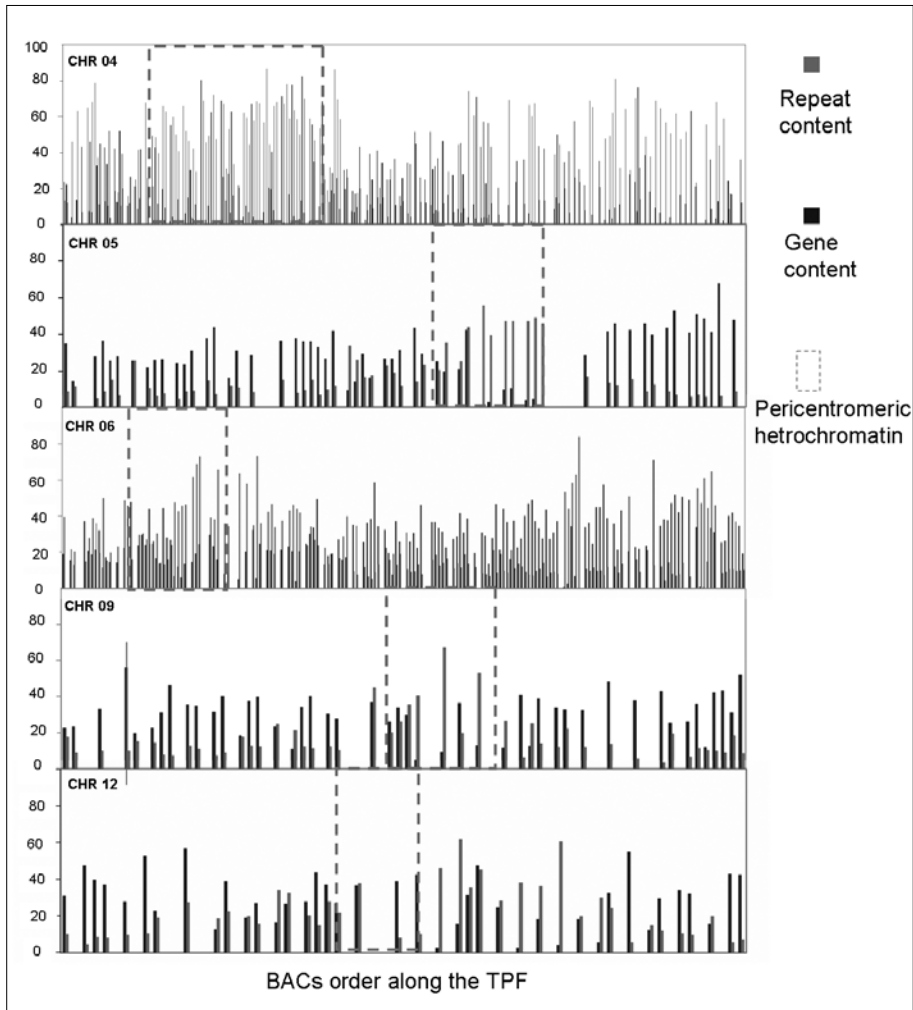 100
80
60
40
20
0
CHR 04
80
60
40
20
0
CHR 05
80
60
40
20
0
CHR 06
80
60
40
20
0
CHR 09
80
60
40
20
0
CHR 12
BACs order along the TPF
Repeat
content
Gene
content
Pericentromeric
hetrochromatin